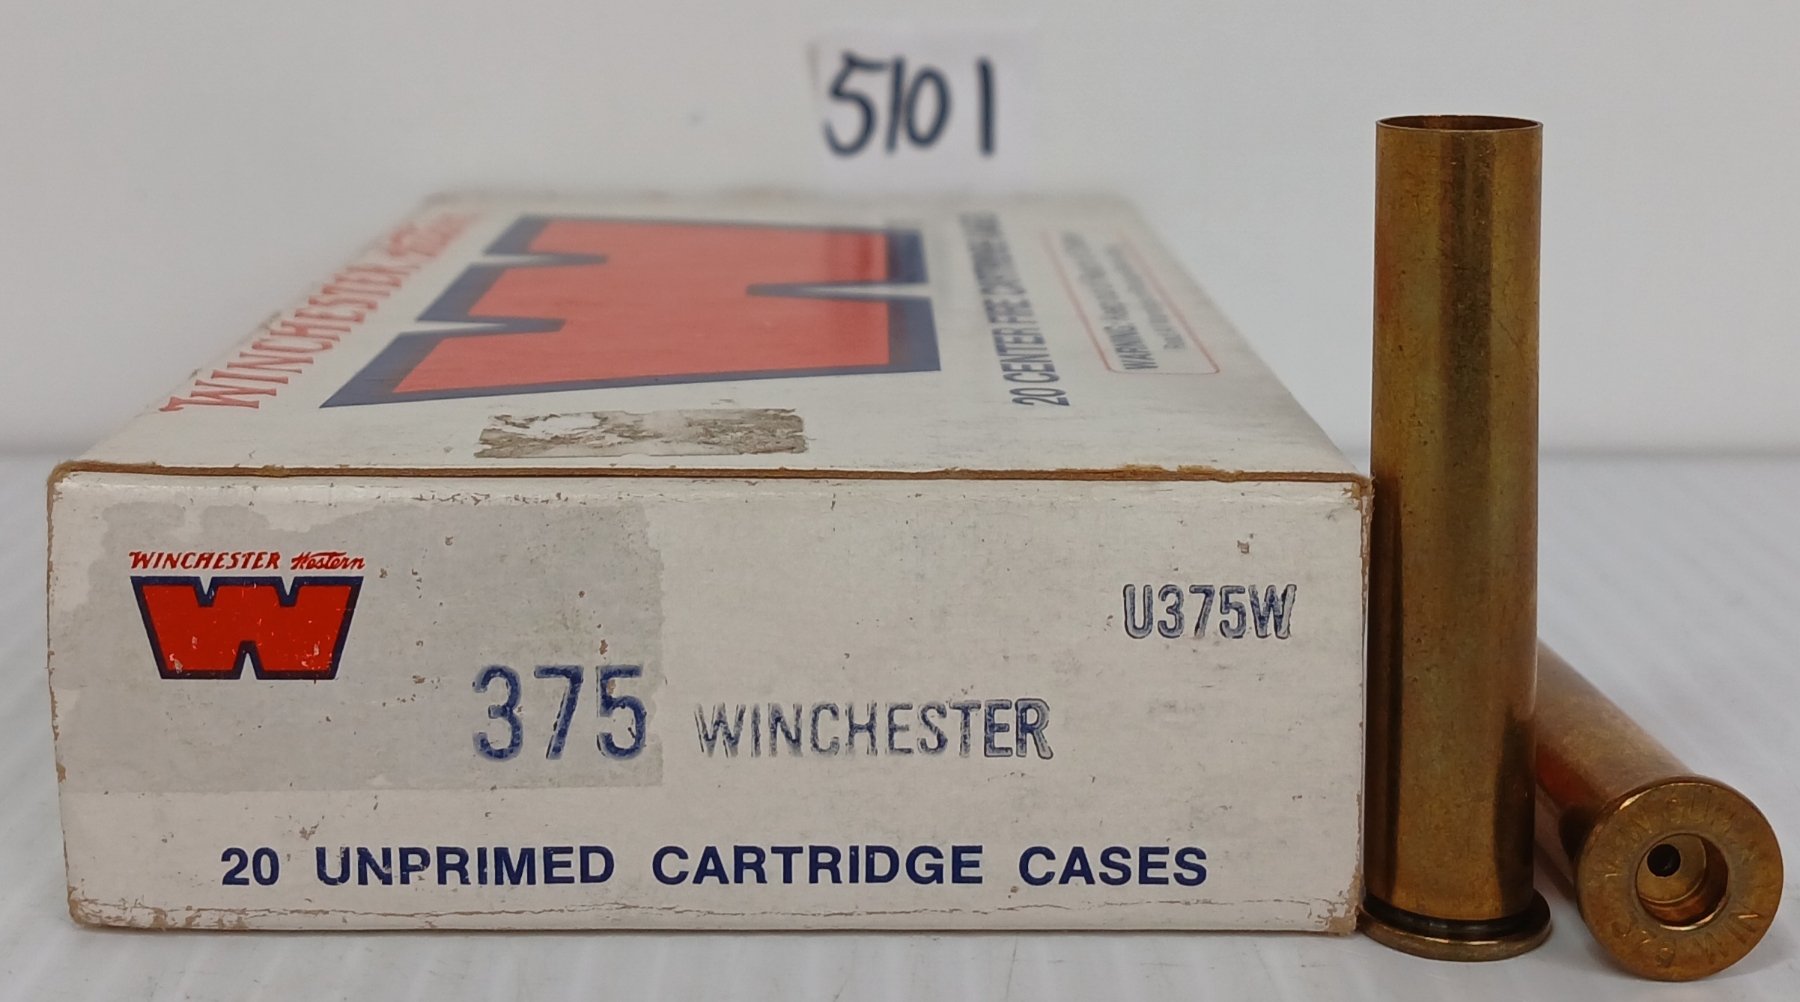 5101
WINCHESTER Western
20 CENTER FIRE CARTRIDGE CASES
WARNING:
WINCHESTER Western
U375W
375 WINCHESTER
20 UNPRIMED CARTRIDGE CASES